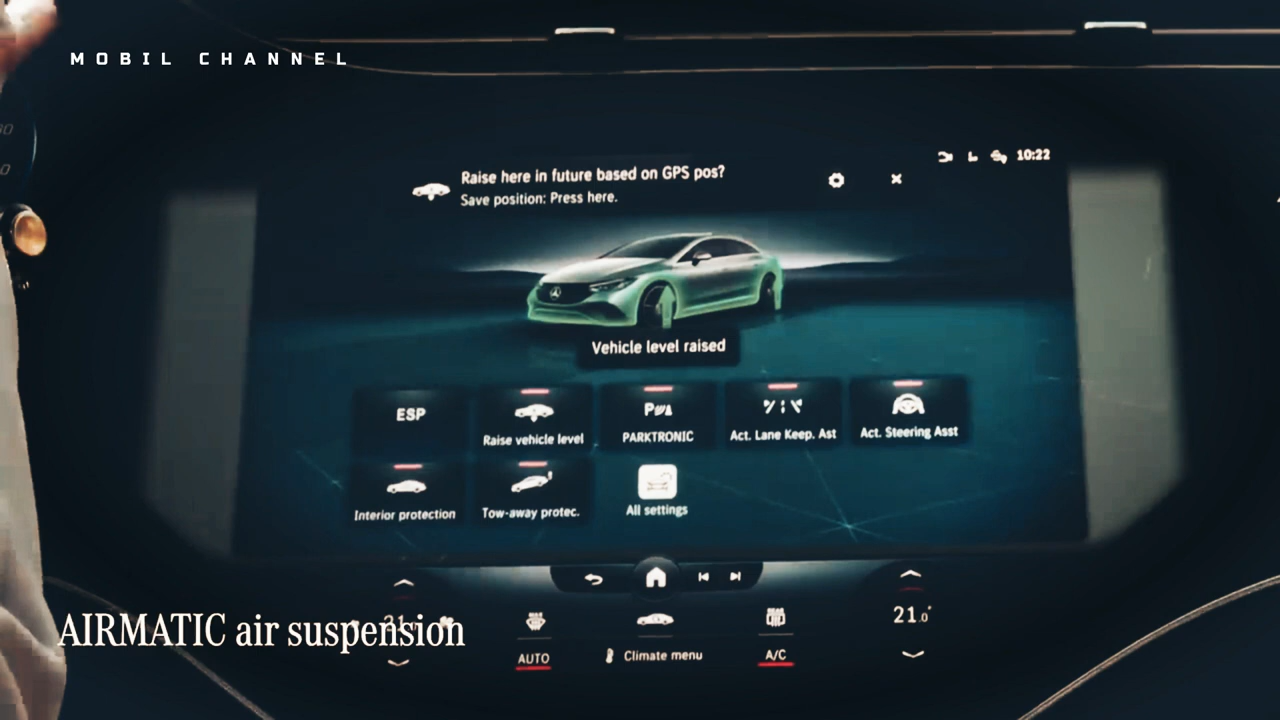 MOBIL CHANNEL
10:22
Raise here in future based on GPS pos?
Save position: Press here.
Vehicle level raised
ESP
Raise vehicle level
PARKTRONIC
Act. Lane Keep. Ast
Act. Steering Asst
Interior protection
Tow-away protec.
All settings
AIRMATIC air suspension
21.0°
AUTO
Climate menu
A/C